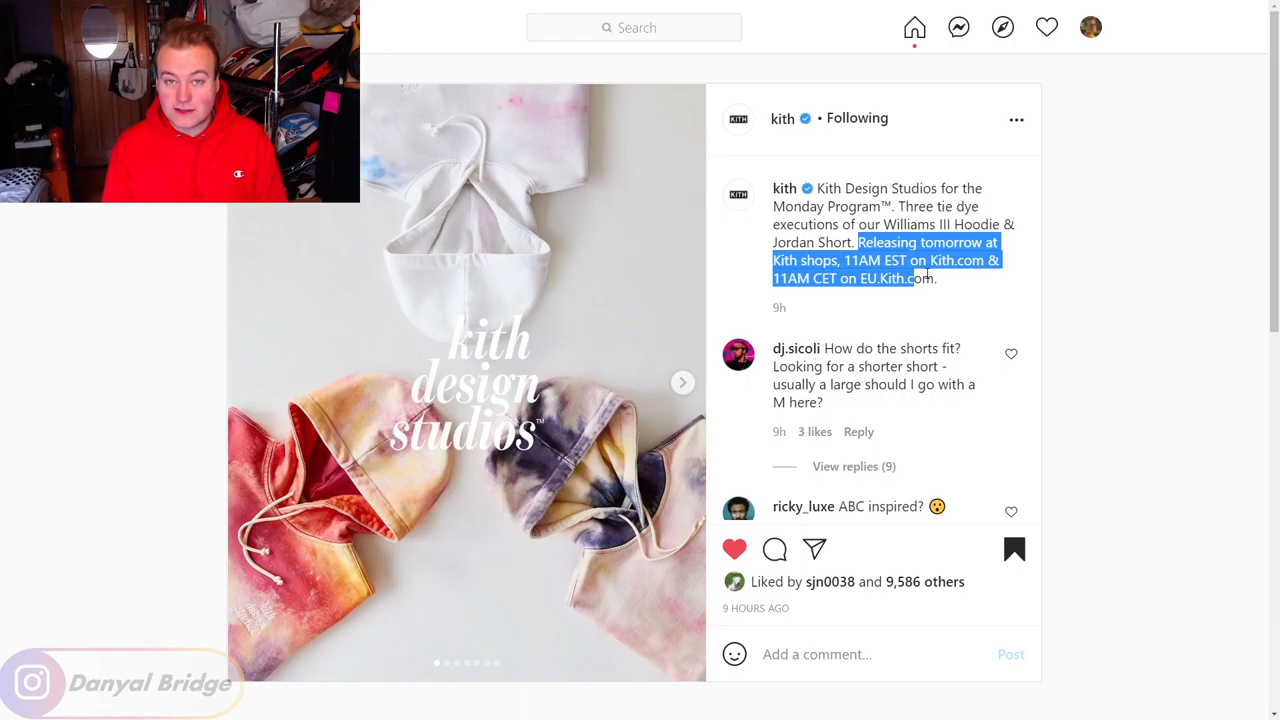 Search
KITH
kith • Following
KITH
kith Kith Design Studios for the
Monday Program™. Three tie dye
executions of our Williams III Hoodie &
Jordan Short. Releasing tomorrow at
Kith shops, 11AM EST on Kith.com &
11AM CET on EU.Kith.com.
9h
dj.sicoli How do the shorts fit?
Looking for a shorter short -
usually a large should I go with a
M here?
9h 3 likes Reply
View replies (9)
ricky_luxe ABC inspired? 😮
Liked by sjn0038 and 9,586 others
9 HOURS AGO
Add a comment...
Post
kith
design
studios™
Danyal Bridge